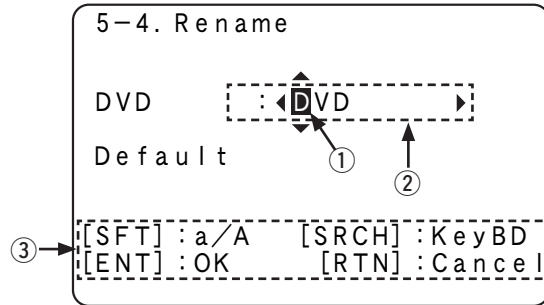 5-4. Rename
DVD : ◀DVD ▶
Default
①
②
③
[SFT] : a/A [SRCH] : KeyBD
[ENT] : OK [RTN] : Cancel